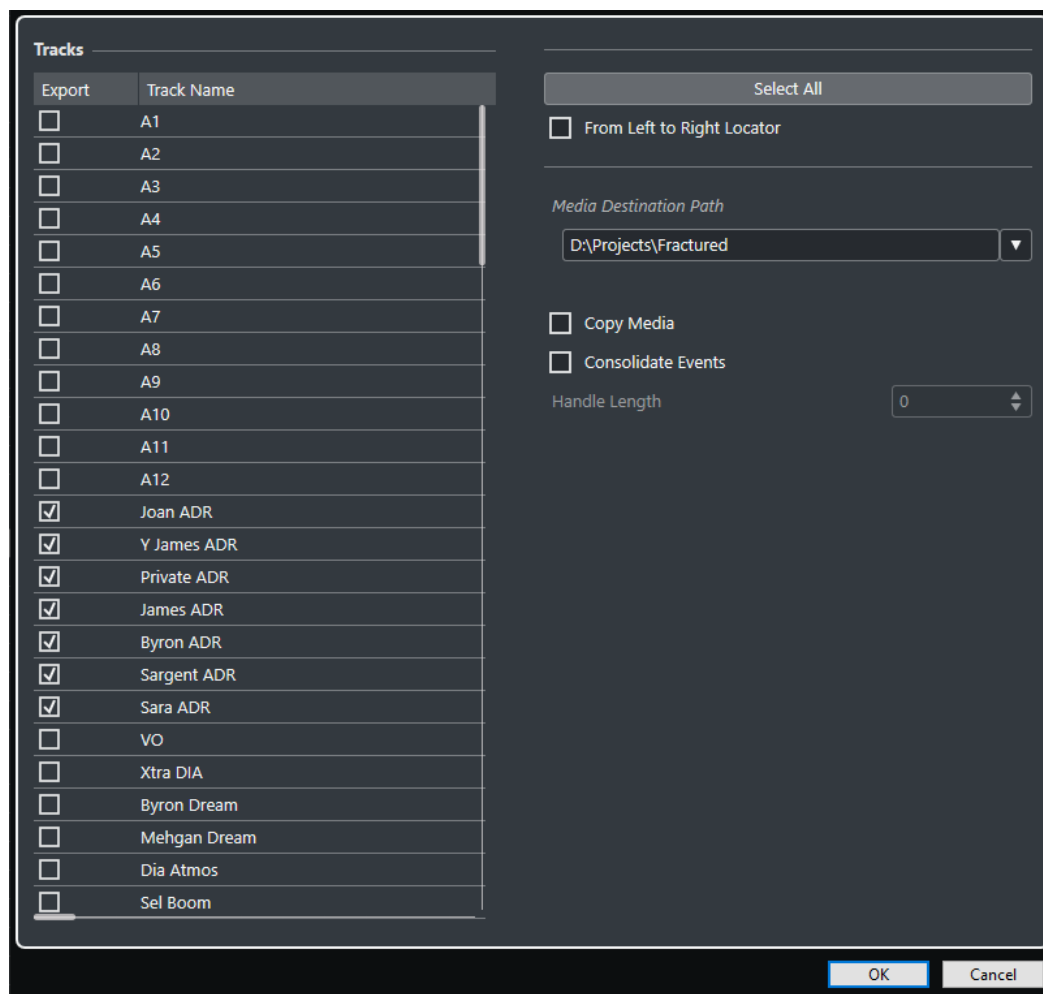 Tracks
Export Track Name
A1
A2
A3
A4
A5
A6
A7
A8
A9
A10
A11
A12
Joan ADR
Y James ADR
Private ADR
James ADR
Byron ADR
Sargent ADR
Sara ADR
VO
Xtra DIA
Byron Dream
Mehgan Dream
Dia Atmos
Sel Boom
Select All
From Left to Right Locator
Media Destination Path
D:\Projects\Fractured
Copy Media
Consolidate Events
Handle Length 0
OK Cancel